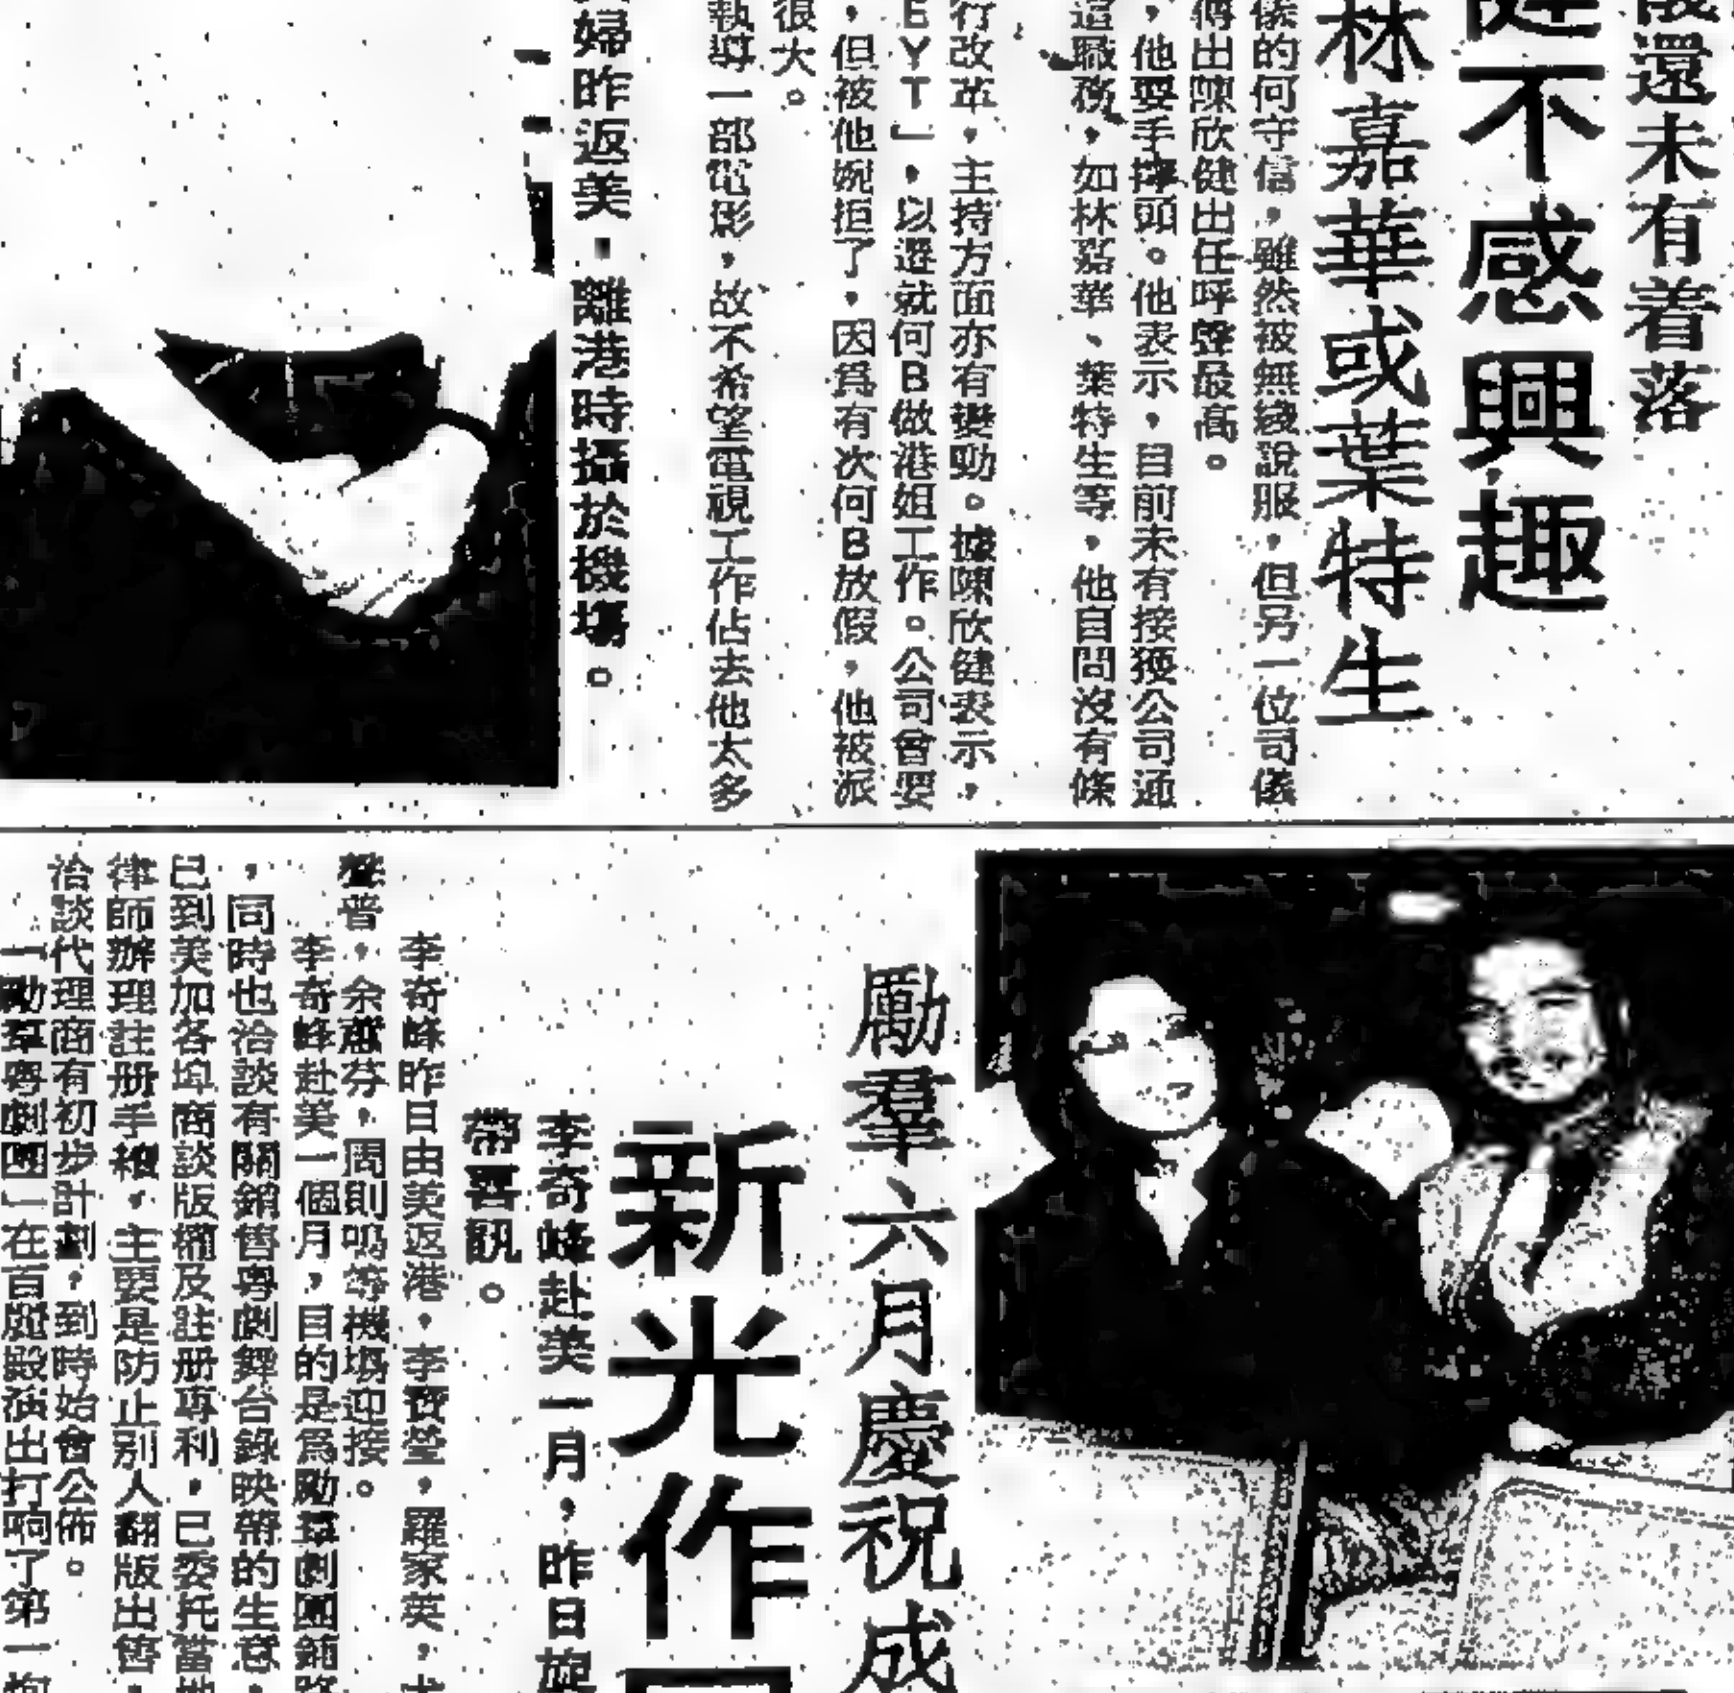 還未有着落
不感興趣
林嘉華或葉特生
儀的何守信，雖然被無綫說服，但另一位司儀
傳出陳欣健出任呼聲最高。
，他耍手擰頭。他表示，目前未有接獲公司通
這職務，如林嘉華、葉特生等，他自問沒有條
行改革，主持方面亦有變動。據陳欣健表示，
EYT」，以遷就何B做港姐工作。公司曾要
，但被他婉拒了，因爲有次何B放假，他被派
很大。
執導一部電影，故不希望電視工作佔去他太多
婦昨返美，離港時攝於機場。
勵羣六月慶祝成
新光作
李奇峰赴美一月，昨日旋
帶喜訊。
李奇峰昨日由美返港，李寶瑩，羅家英，
普，余蕙芬，周則鳴等機場迎接。
李奇峰赴美一個月，目的是爲勵羣劇團鋪路
，同時也洽談有關銷售粵劇舞台錄映帶的生意，
已到美加各埠商談版權及註册專利，已委托當地
律師辦理註册手續，主要是防止别人翻版出售，
洽談代理商有初步計劃，到時始會公佈。
「勵羣粵劇團」在百麗殿演出打响了第一炮